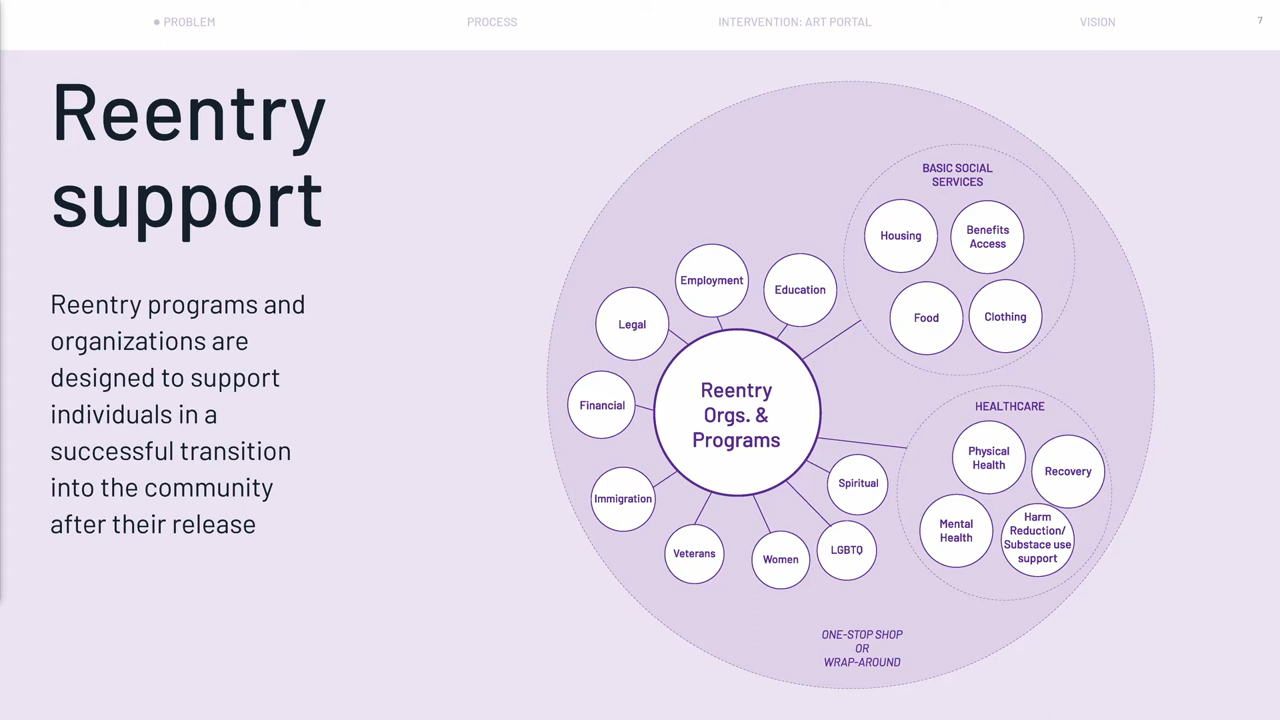 ● PROBLEM
PROCESS
INTERVENTION: ART PORTAL
VISION
7
Reentry
support
Reentry programs and
organizations are
designed to support
individuals in a
successful transition
into the community
after their release
BASIC SOCIAL
SERVICES
Housing
Benefits
Access
Food
Clothing
Employment
Education
Legal
Financial
Reentry
Orgs. &
Programs
Immigration
Veterans
Women
LGBTQ
Spiritual
HEALTHCARE
Physical
Health
Recovery
Mental
Health
Harm
Reduction/
Substace use
support
ONE-STOP SHOP
OR
WRAP-AROUND